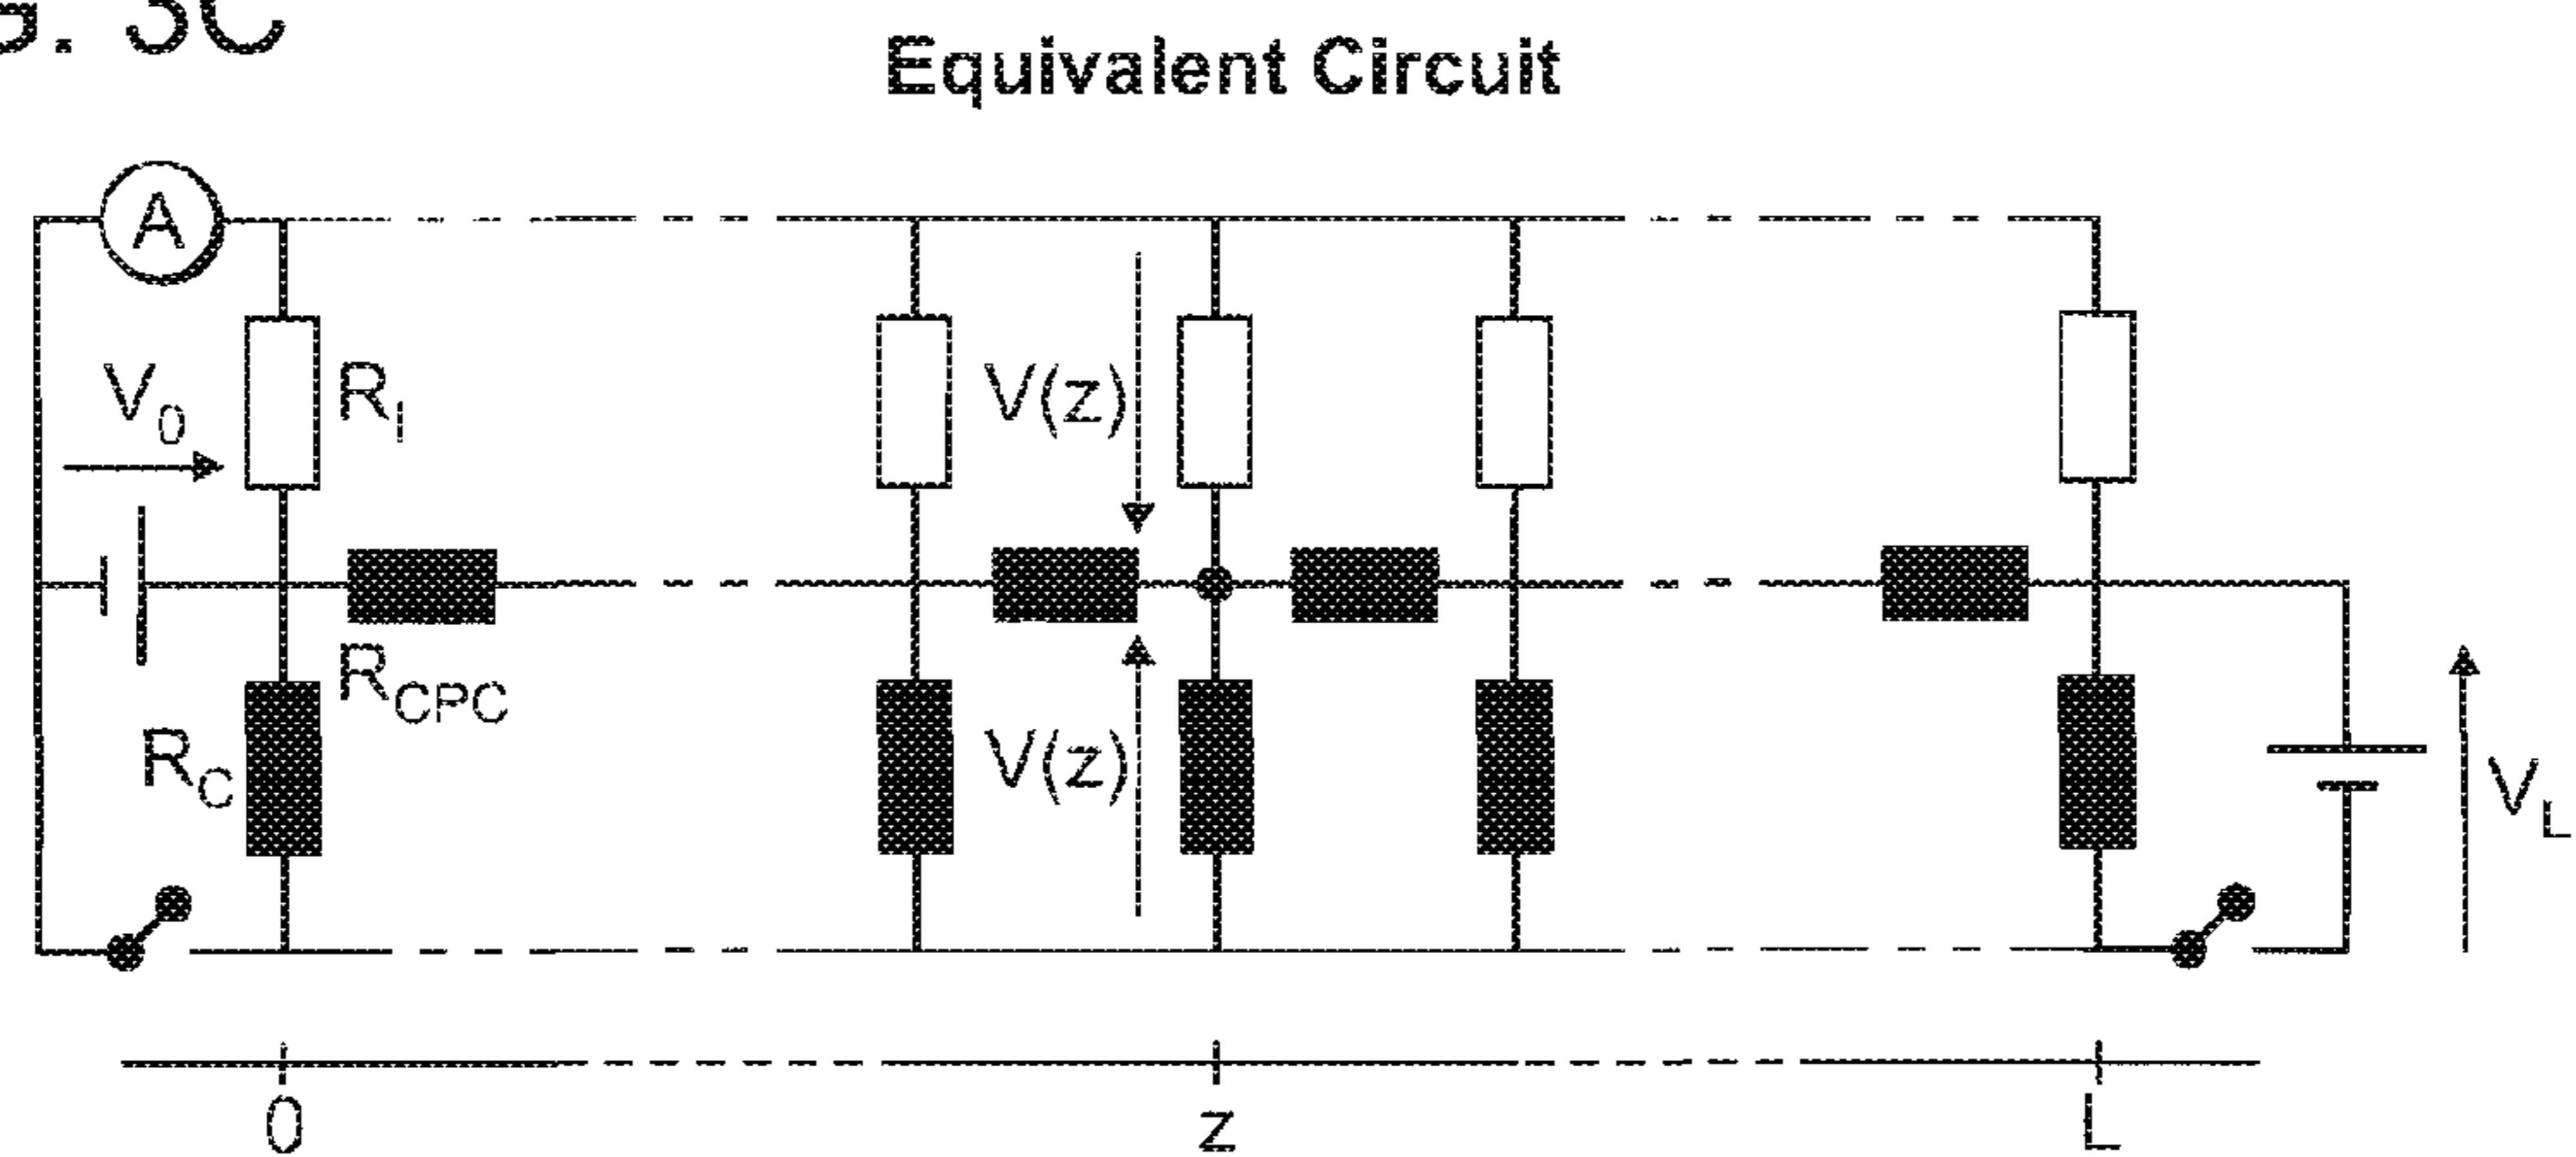 G. 3C
Equivalent Circuit
A
V0
RI
V(z)
RCPC
RC
V(z)
VL
0
z
L